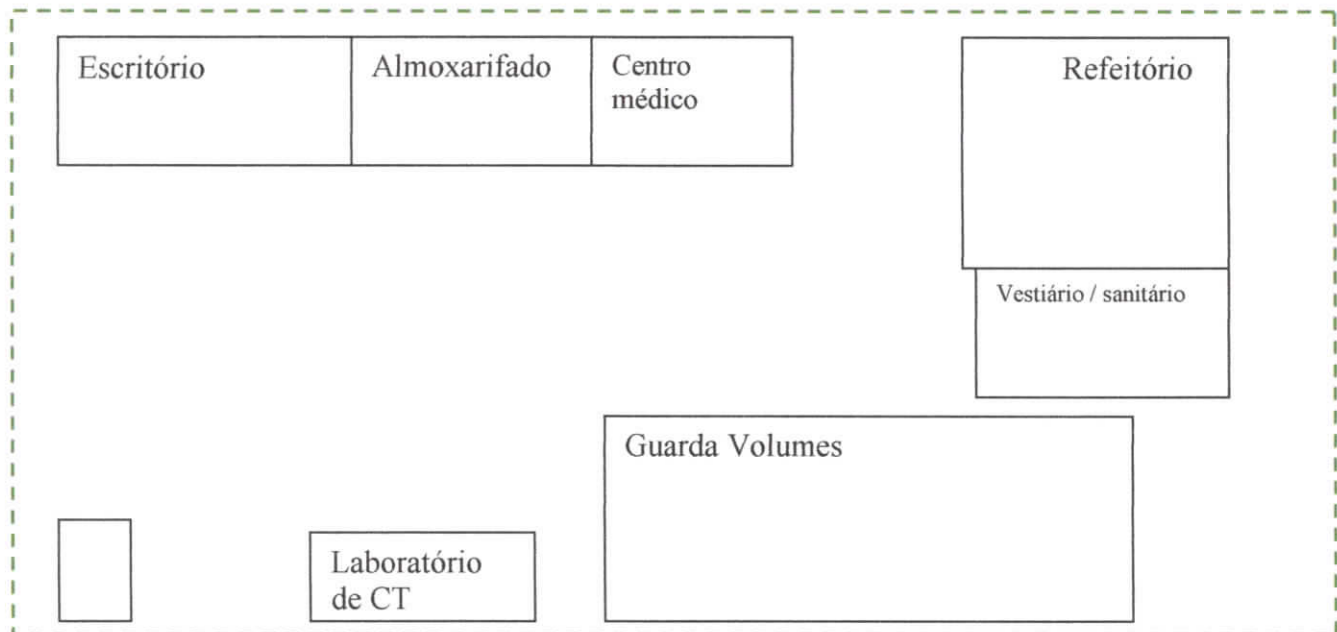 Escritório
Almoxarifado
Centro
médico
Refeitório
Vestiário / sanitário
Guarda Volumes
Laboratório
de CT